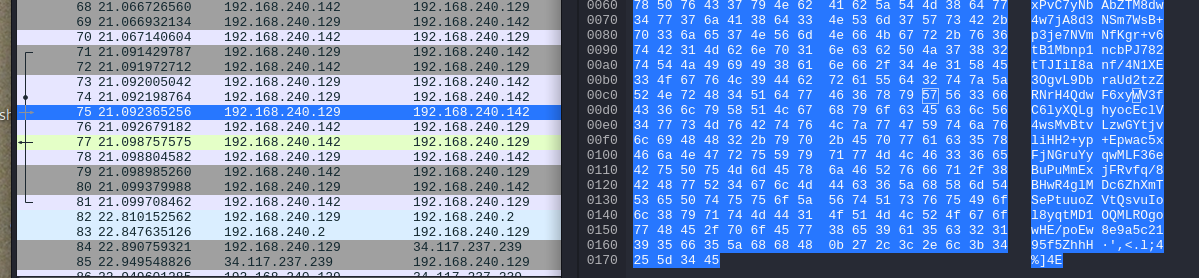 68 21.066726560 192.168.240.142 192.168.240.129
69 21.066932134 192.168.240.129 192.168.240.142
70 21.067140604 192.168.240.142 192.168.240.129
71 21.091429787 192.168.240.129 192.168.240.142
72 21.091972712 192.168.240.142 192.168.240.129
73 21.092005042 192.168.240.129 192.168.240.142
74 21.092198764 192.168.240.129 192.168.240.142
75 21.092365256 192.168.240.129 192.168.240.142
76 21.092679182 192.168.240.142 192.168.240.129
77 21.098757575 192.168.240.142 192.168.240.129
78 21.098804582 192.168.240.129 192.168.240.142
79 21.098985260 192.168.240.142 192.168.240.129
80 21.099379988 192.168.240.129 192.168.240.142
81 21.099708462 192.168.240.142 192.168.240.129
82 22.810152562 192.168.240.129 192.168.240.2
83 22.847635126 192.168.240.2 192.168.240.129
84 22.890759321 192.168.240.129 34.117.237.239
85 22.949548826 34.117.237.239 192.168.240.129
0060 78 50 76 43 37 79 4e 62 41 62 5a 54 4d 38 64 77 xPvC7yNb AbZTM8dw
0070 34 77 37 6a 41 38 64 33 4e 53 6d 37 57 73 42 2b 4w7jA8d3 NSm7WsB+
0080 70 33 6a 65 37 4e 56 6d 4e 66 4b 67 72 2b 76 36 p3je7NVm NfKgr+v6
0090 74 42 31 4d 62 6e 70 31 6e 63 62 50 4a 37 38 32 tB1Mbnp1 ncbPJ782
00a0 74 54 4a 49 69 49 38 61 6e 66 2f 34 4e 31 58 45 tTJIiI8a nf/4N1XE
00b0 33 4f 67 76 4c 39 44 62 72 61 55 64 32 74 7a 5a 3OgvL9Db raUd2tzZ
00c0 52 4e 72 48 34 51 64 77 46 36 78 79 57 56 33 66 RNrH4Qdw F6xyWV3f
00d0 43 36 6c 79 58 51 4c 67 68 79 6f 63 45 63 6c 56 C6lyXQLg hyocEclV
00e0 34 77 73 4d 76 42 74 76 4c 7a 77 47 59 74 6a 76 4wsMvBtv LzwGYtjv
00f0 6c 69 48 48 32 2b 79 70 2b 45 70 77 61 63 35 78 liHH2+yp +Epwac5x
0100 46 6a 4e 47 72 75 59 79 71 77 4d 4c 46 33 36 65 FjNGruYy qwMLF36e
0110 42 75 50 75 4d 6d 45 78 6a 46 52 76 66 71 2f 38 BuPuMmEx jFRvfq/8
0120 42 48 77 52 34 67 6c 4d 44 63 36 5a 68 58 6d 54 BHwR4glM Dc6ZhXmT
0130 53 65 50 74 75 75 6f 5a 56 74 51 73 76 75 49 6f SePtuuoZ VtQsvuIo
0140 6c 38 79 71 74 4d 44 31 4f 51 4d 4c 52 4f 67 6f l8yqtMD1 OQMLROgo
0150 77 48 45 2f 70 6f 45 77 38 65 39 61 35 63 32 31 wHE/poEw 8e9a5c21
0160 39 35 66 35 5a 68 68 48 0b 27 2c 3c 2e 6c 3b 34 95f5ZhhH ·',<.l;4
0170 25 5d 34 45 %]4E